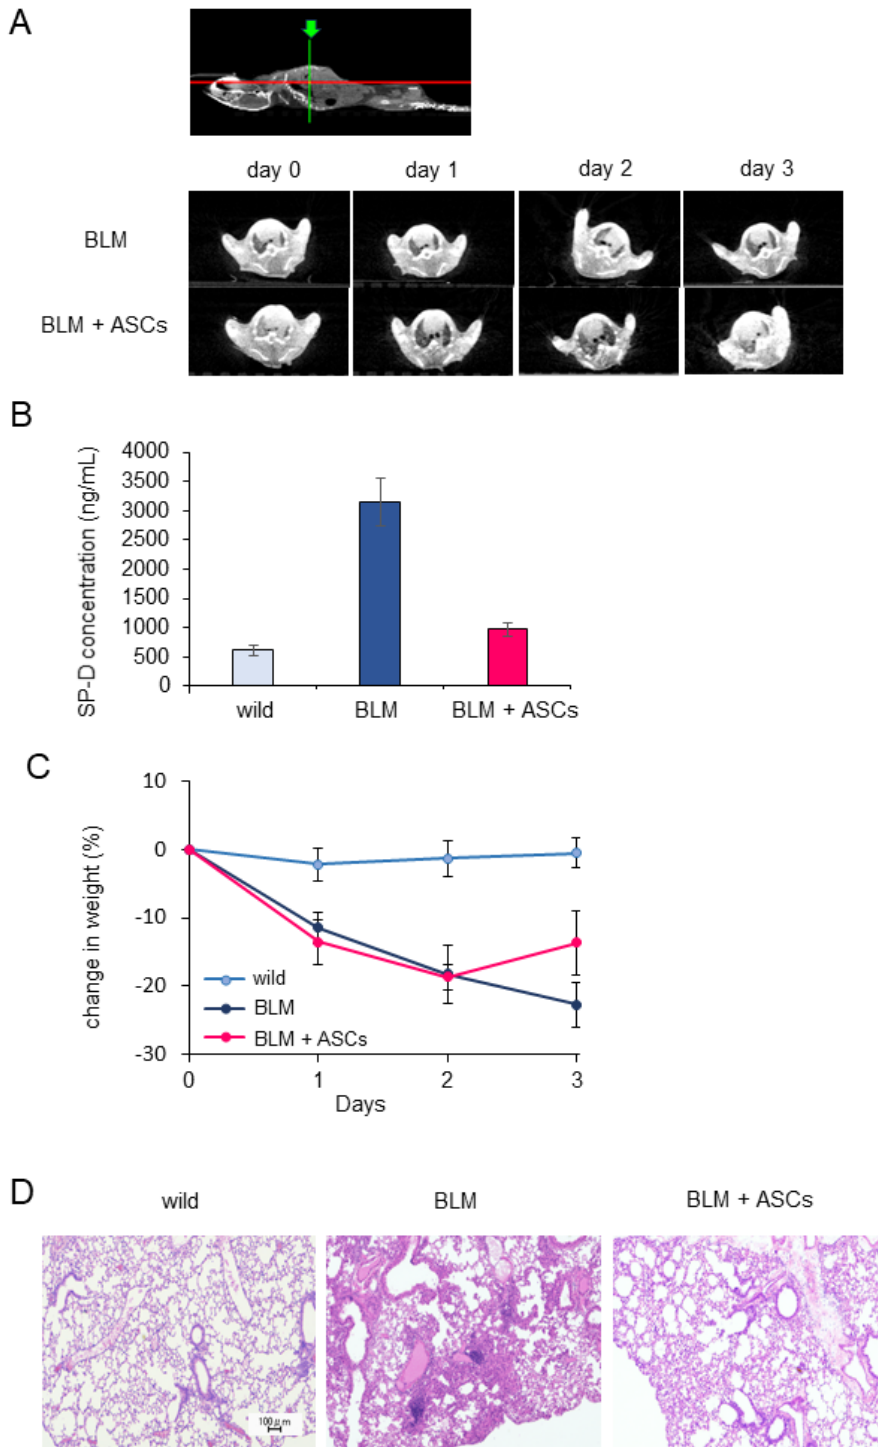 A
day 0 day 1 day 2 day 3
BLM
BLM + ASCs
B
SP-D concentration (ng/mL)
4000
3500
3000
2500
2000
1500
1000
500
0
wild BLM BLM + ASCs
C
change in weight (%)
10
0
-10
-20
-30
wild
BLM
BLM + ASCs
0 1 2 3
Days
D
wild BLM BLM + ASCs
100μm